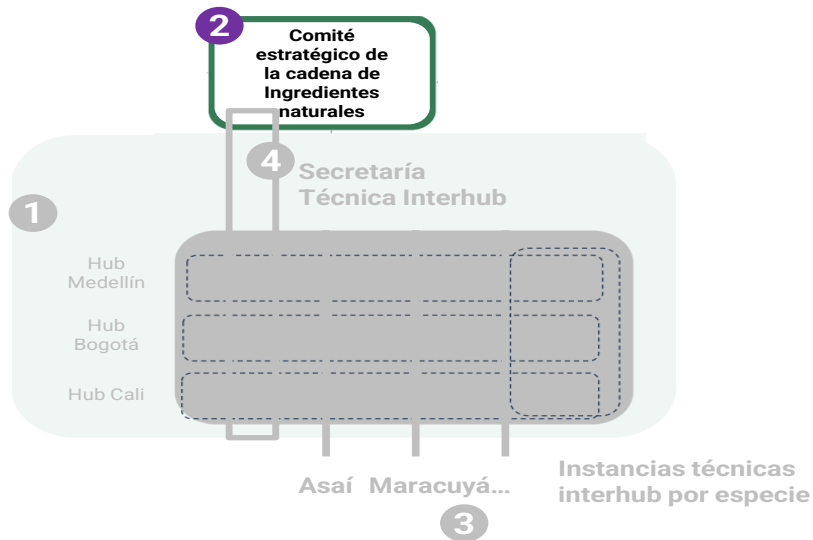 2
Comité
estratégico de
la cadena de
Ingredientes
naturales
4
Secretaría
Técnica Interhub
1
Hub
Medellín
Hub
Bogotá
Hub Cali
Asaí Maracuyá...
Instancias técnicas
interhub por especie
3